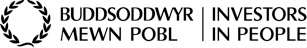 BUDDSODDWYR
MEWN POBL
INVESTORS
IN PEOPLE